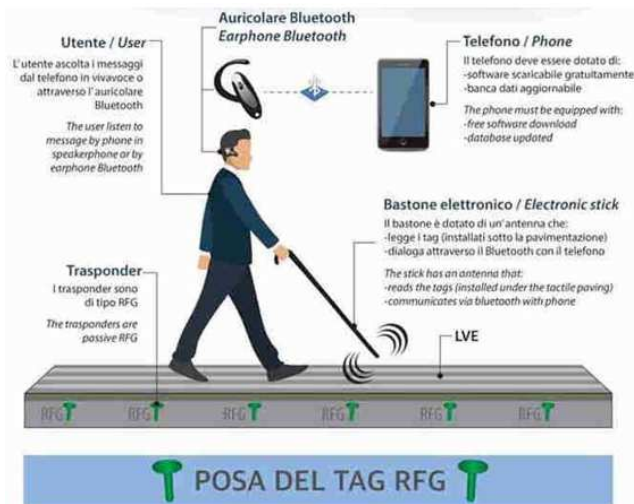 Auricolare Bluetooth
Earphone Bluetooth
Utente / User
L'utente ascolta i messaggi
dal telefono in vivavoce o
attraverso l'auricolare
Bluetooth
The user listen to
message by phone in
speakerphone or by
earphone Bluetooth
Telefono / Phone
Il telefono deve essere dotato di:
-software scaricabile gratuitamente
-banca dati aggiornabile
The phone must be equipped with:
-free software download
-database updated
Bastone elettronico / Electronic stick
Il bastone è dotato di un'antenna che:
-legge i tag (installati sotto la pavimentazione)
-dialoga attraverso il Bluetooth con il telefono
The stick has an antenna that:
-reads the tags (installed under the tactile paving)
-communicates via bluetooth with phone
Trasponder
I trasponder sono
di tipo RFG
The trasponders are
passive RFG
LVE
RFG RFG RFG RFG RFG RFG
POSA DEL TAG RFG